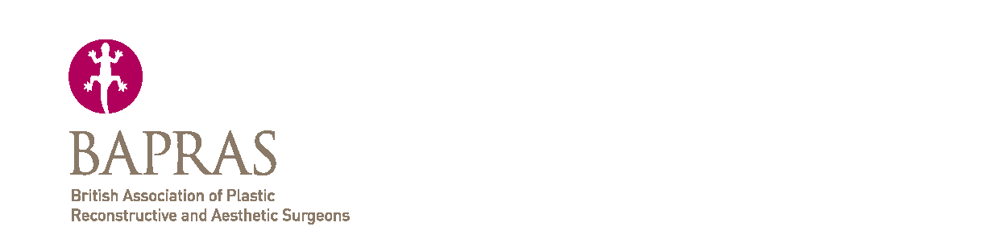 BAPRAS
British Association of Plastic
Reconstructive and Aesthetic Surgeons